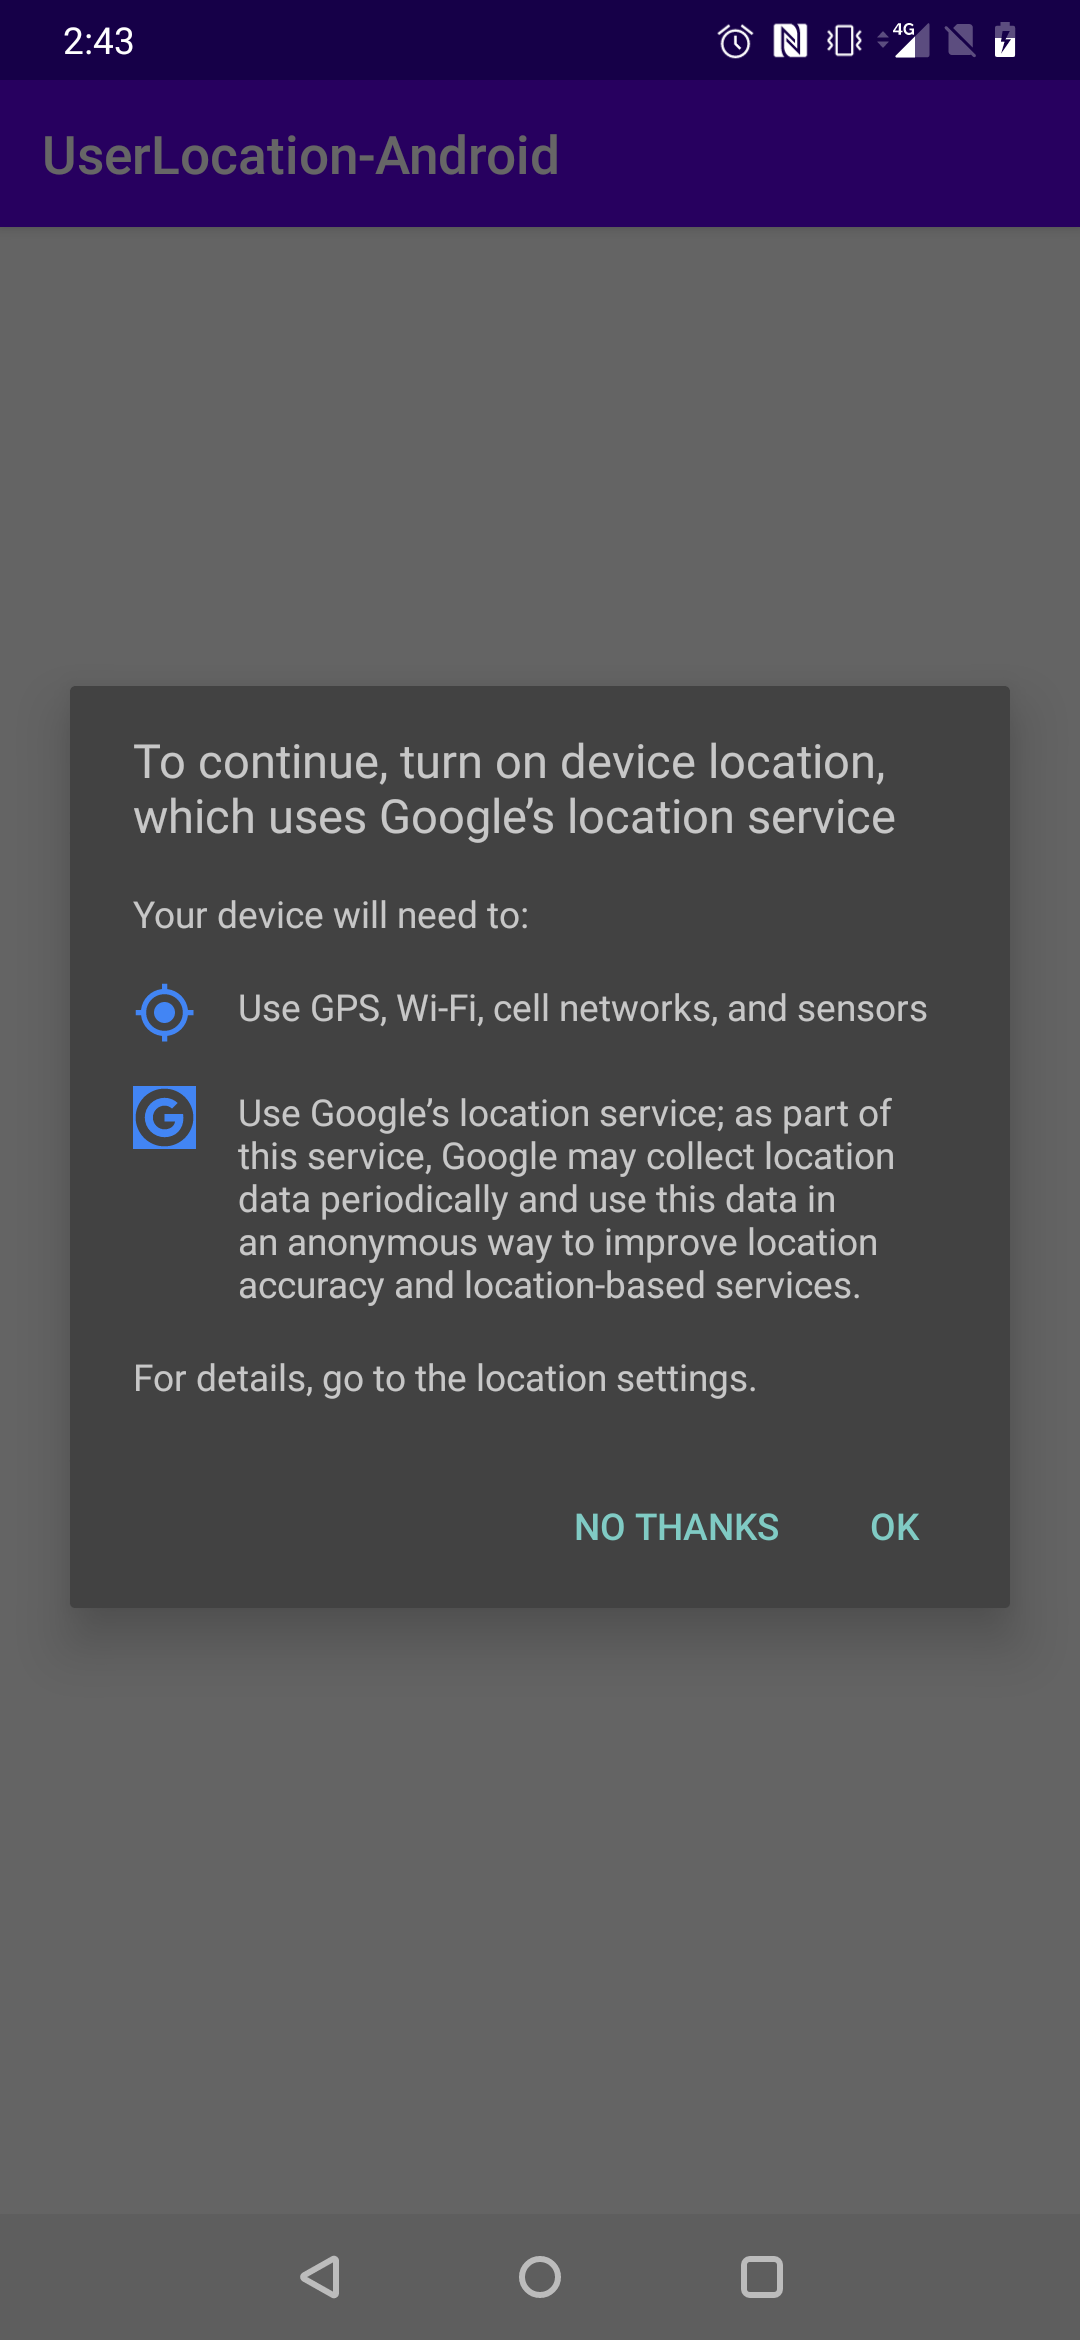 2:43
4G
UserLocation-Android
To continue, turn on device location,
which uses Google’s location service
Your device will need to:
Use GPS, Wi-Fi, cell networks, and sensors
G
Use Google’s location service; as part of
this service, Google may collect location
data periodically and use this data in
an anonymous way to improve location
accuracy and location-based services.
For details, go to the location settings.
NO THANKS
OK